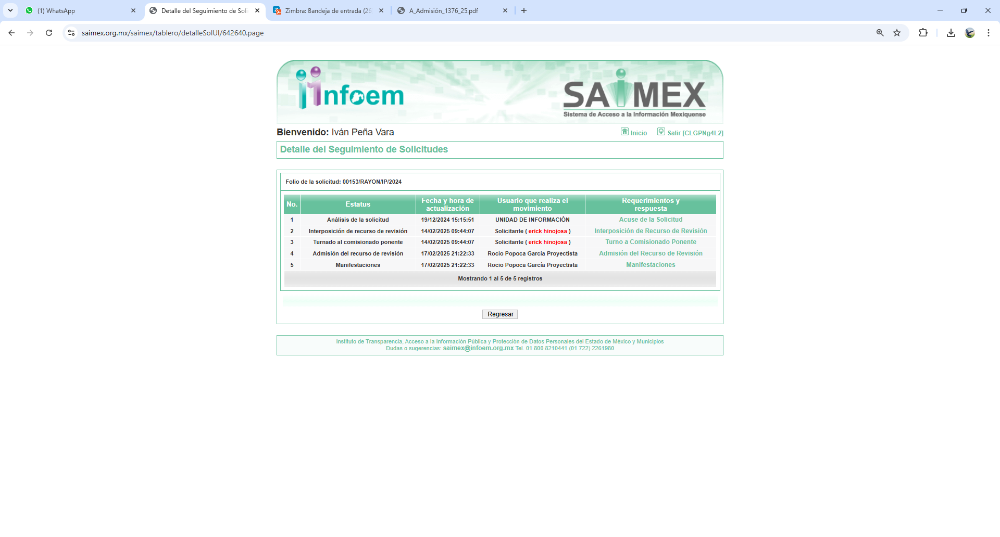 (1) WhatsApp
Detalle del Seguimiento de Soli
Zimbra: Bandeja de entrada (26
A_Admisión_1376_25.pdf
saimex.org.mx/saimex/tablero/detalleSolUI/642640.page
infoem
SAIMEX
Sistema de Acceso a la Información Mexiquense
Bienvenido: Iván Peña Vara
Inicio
Salir [CLGPNg4L2]
Detalle del Seguimiento de Solicitudes
Folio de la solicitud: 00153/RAYON/IP/2024
No. Estatus Fecha y hora de actualización Usuario que realiza el movimiento Requerimientos y respuesta
1 Análisis de la solicitud 19/12/2024 15:15:51 UNIDAD DE INFORMACIÓN Acuse de la Solicitud
2 Interposición de recurso de revisión 14/02/2025 09:44:07 Solicitante ( erick hinojosa ) Interposición de Recurso de Revisión
3 Turnado al comisionado ponente 14/02/2025 09:44:07 Solicitante ( erick hinojosa ) Turno a Comisionado Ponente
4 Admisión del recurso de revisión 17/02/2025 21:22:33 Rocio Popoca García Proyectista Admisión del Recurso de Revisión
5 Manifestaciones 17/02/2025 21:22:33 Rocio Popoca García Proyectista Manifestaciones
Mostrando 1 al 5 de 5 registros
Regresar
Instituto de Transparencia, Acceso a la Información Pública y Protección de Datos Personales del Estado de México y Municipios
Dudas o sugerencias: saimex@infoem.org.mx Tel. 01 800 8210441 (01 722) 2261980